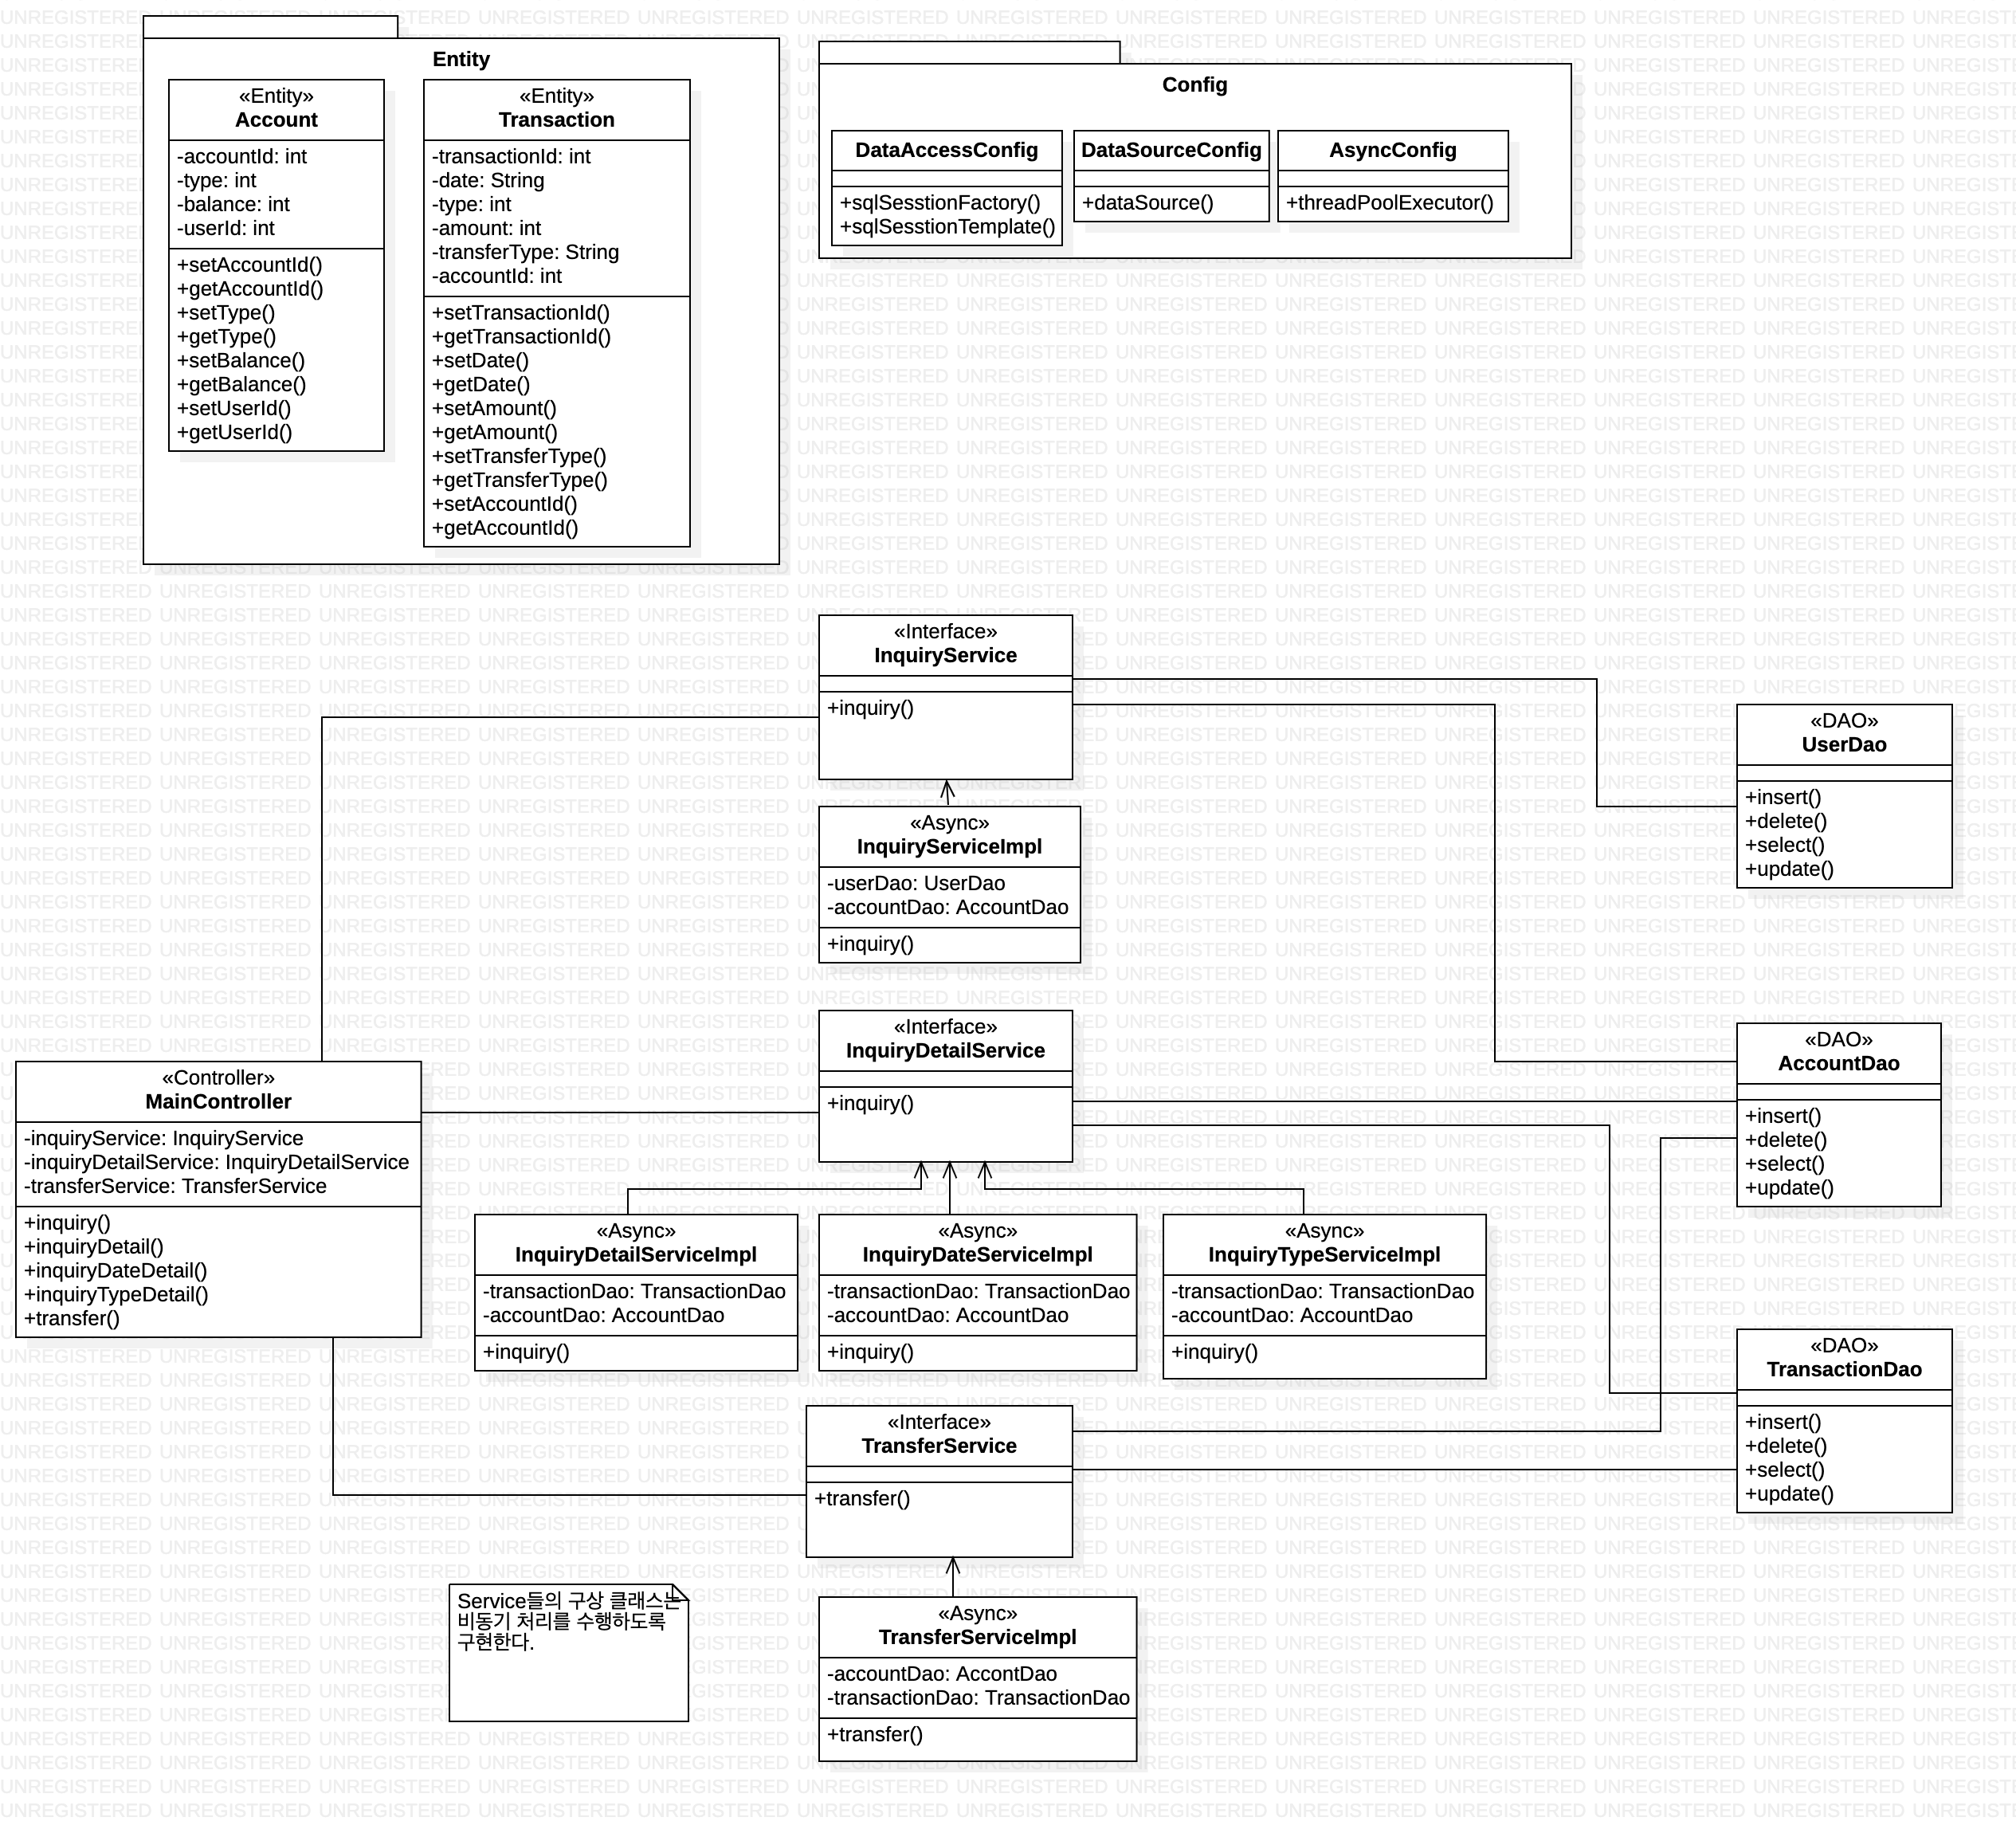 Entity
«Entity»
Account
-accountId: int
-type: int
-balance: int
-userId: int
+setAccountId()
+getAccountId()
+setType()
+getType()
+setBalance()
+getBalance()
+setUserId()
+getUserId()
«Entity»
Transaction
-transactionId: int
-date: String
-type: int
-amount: int
-transferType: String
-accountId: int
+setTransactionId()
+getTransactionId()
+setDate()
+getDate()
+setAmount()
+getAmount()
+setTransferType()
+getTransferType()
+setAccountId()
+getAccountId()
Config
DataAccessConfig
+sqlSesstionFactory()
+sqlSesstionTemplate()
DataSourceConfig
+dataSource()
AsyncConfig
+threadPoolExecutor()
«Interface»
InquiryService
+inquiry()
«Async»
InquiryServiceImpl
-userDao: UserDao
-accountDao: AccountDao
+inquiry()
«DAO»
UserDao
+insert()
+delete()
+select()
+update()
«Interface»
InquiryDetailService
+inquiry()
«DAO»
AccountDao
+insert()
+delete()
+select()
+update()
«Controller»
MainController
-inquiryService: InquiryService
-inquiryDetailService: InquiryDetailService
-transferService: TransferService
+inquiry()
+inquiryDetail()
+inquiryDateDetail()
+inquiryTypeDetail()
+transfer()
«Async»
InquiryDetailServiceImpl
-transactionDao: TransactionDao
-accountDao: AccountDao
+inquiry()
«Async»
InquiryDateServiceImpl
-transactionDao: TransactionDao
-accountDao: AccountDao
+inquiry()
«Async»
InquiryTypeServiceImpl
-transactionDao: TransactionDao
-accountDao: AccountDao
+inquiry()
«DAO»
TransactionDao
+insert()
+delete()
+select()
+update()
«Interface»
TransferService
+transfer()
«Async»
TransferServiceImpl
-accountDao: AccontDao
-transactionDao: TransactionDao
+transfer()
Service들의 구상 클래스는
비동기 처리를 수행하도록
구현한다.